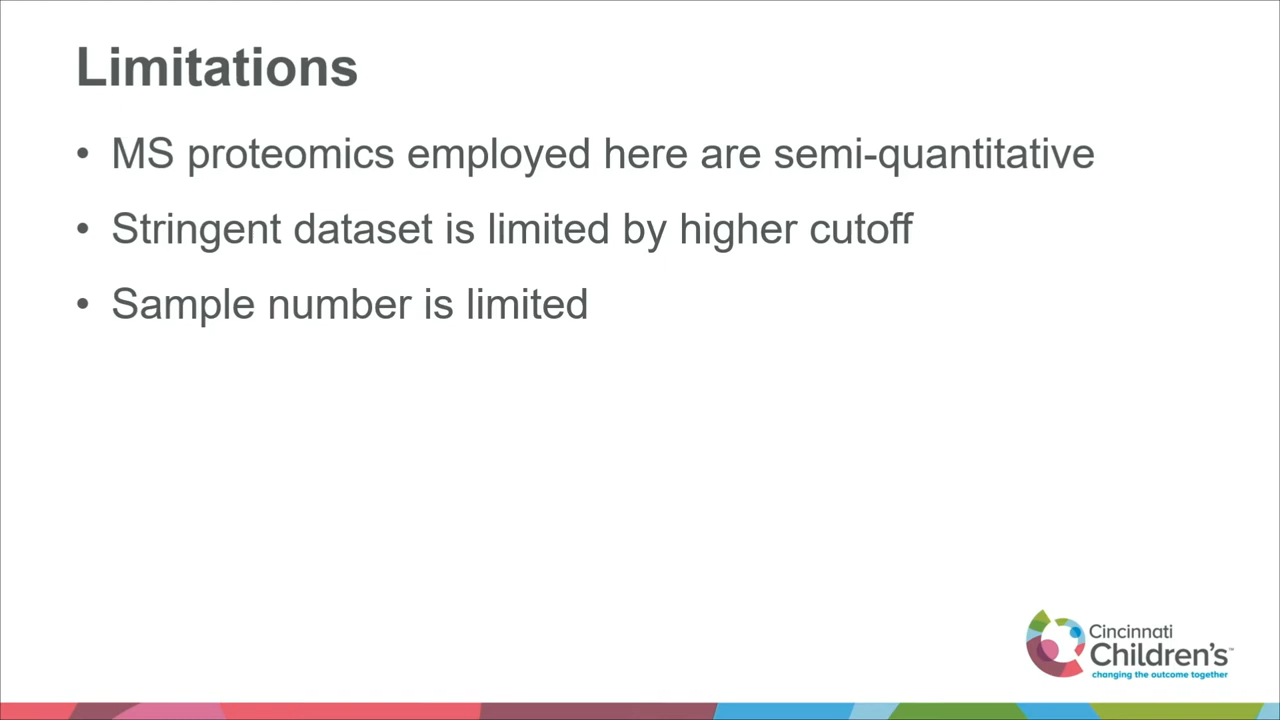 Limitations
• MS proteomics employed here are semi-quantitative
• Stringent dataset is limited by higher cutoff
• Sample number is limited
Cincinnati
Children's™
changing the outcome together